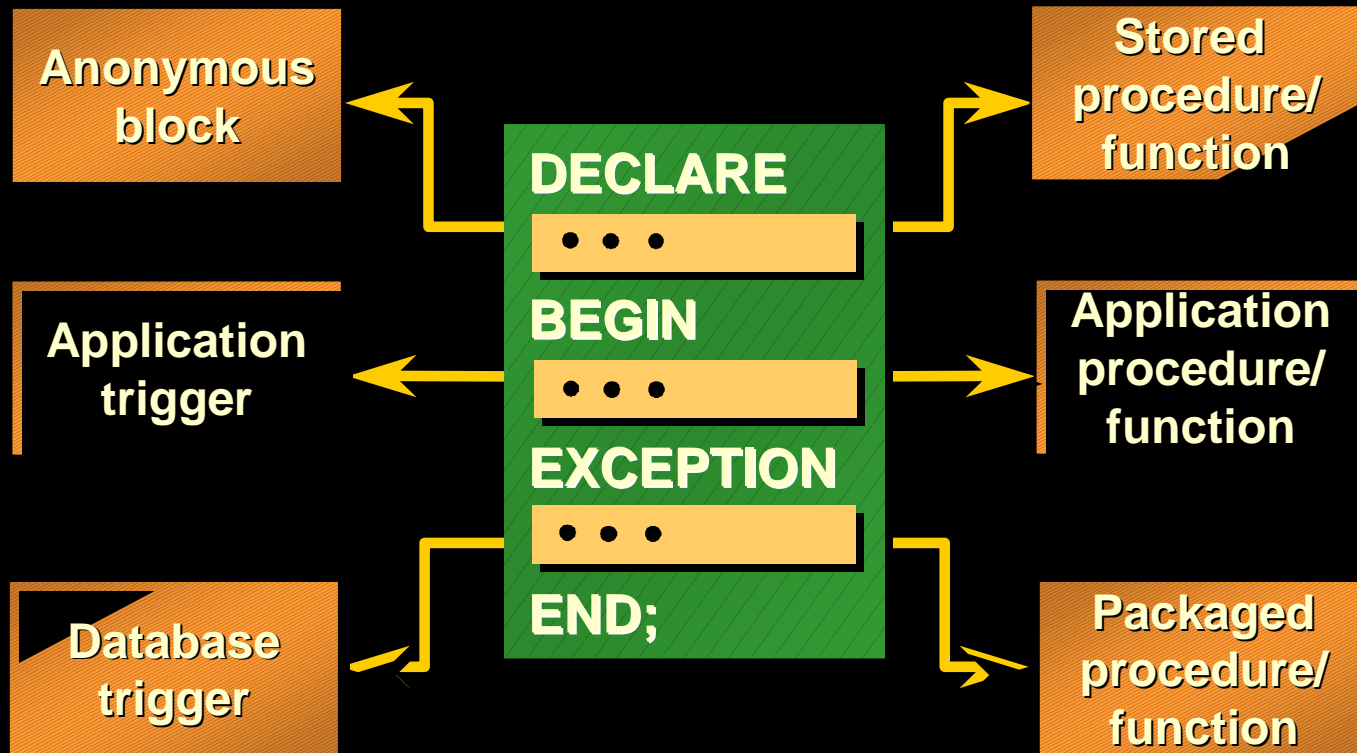 Anonymous
block
Application
trigger
Database
trigger
DECLARE
• • •
BEGIN
• • •
EXCEPTION
• • •
END;
Stored
procedure/
function
Application
procedure/
function
Packaged
procedure/
function